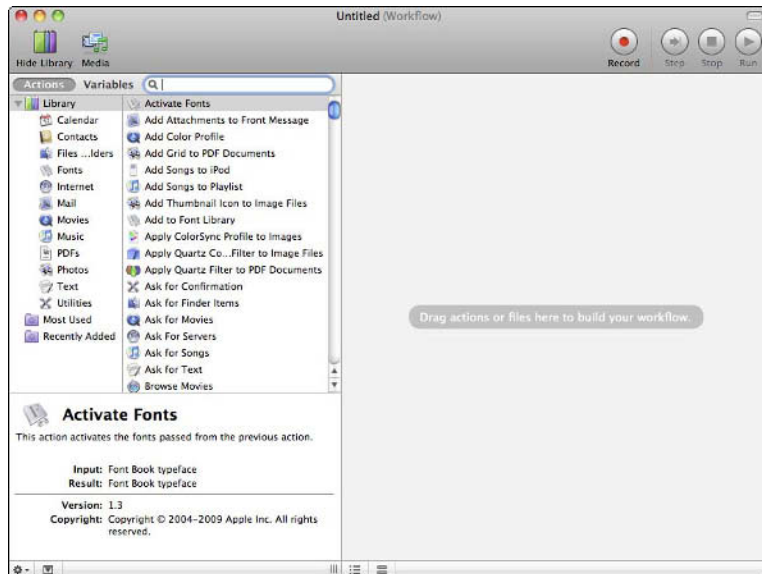 Untitled (Workflow)
Hide Library Media Record Step Stop Run
Actions Variables
Library
Calendar
Contacts
Files ...lders
Fonts
Internet
Mail
Movies
Music
PDFs
Photos
Text
Utilities
Most Used
Recently Added
Activate Fonts
Add Attachments to Front Message
Add Color Profile
Add Grid to PDF Documents
Add Songs to iPod
Add Songs to Playlist
Add Thumbnail Icon to Image Files
Add to Font Library
Apply ColorSync Profile to Images
Apply Quartz Co...Filter to Image Files
Apply Quartz Filter to PDF Documents
Ask for Confirmation
Ask for Finder Items
Ask for Movies
Ask For Servers
Ask for Songs
Ask for Text
Browse Movies
Drag actions or files here to build your workflow.
Activate Fonts
This action activates the fonts passed from the previous action.
Input: Font Book typeface
Result: Font Book typeface
Version: 1.3
Copyright: Copyright © 2004–2009 Apple Inc. All rights
reserved.